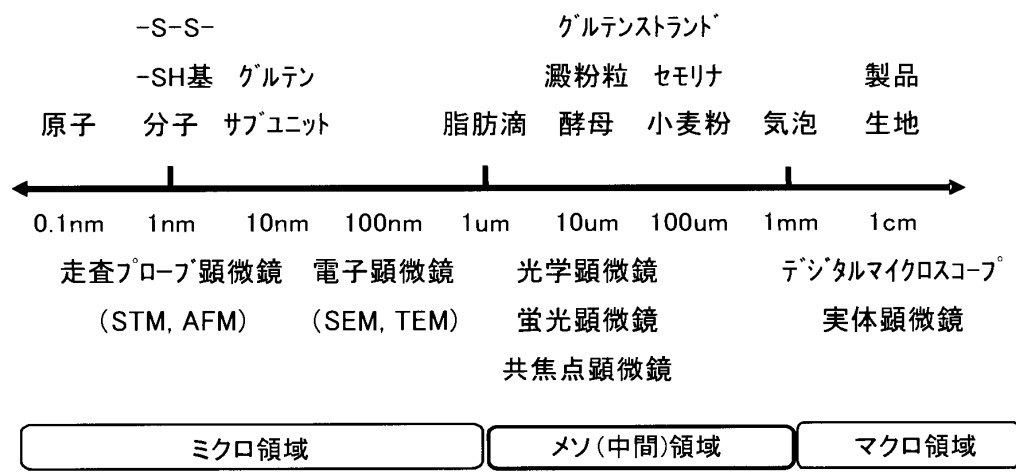 -S-S- グルテンストランド
-SH基 グルテン 澱粉粒 セモリナ 製品
原子 分子 サブユニット 脂肪滴 酵母 小麦粉 気泡 生地
0.1nm 1nm 10nm 100nm 1um 10um 100um 1mm 1cm
走査プローブ顕微鏡 電子顕微鏡 光学顕微鏡 デジタルマイクロスコープ
(STM, AFM) (SEM, TEM) 蛍光顕微鏡 実体顕微鏡
共焦点顕微鏡
ミクロ領域 メソ(中間)領域 マクロ領域